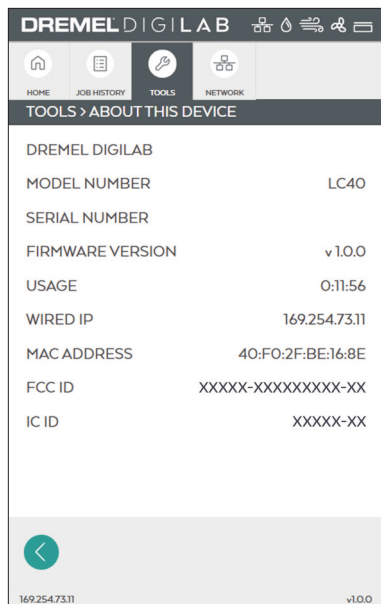 DREMEL DIGILAB
HOME JOB HISTORY TOOLS NETWORK
TOOLS > ABOUT THIS DEVICE
DREMEL DIGILAB
MODEL NUMBER LC40
SERIAL NUMBER
FIRMWARE VERSION v 1.0.0
USAGE 0:11:56
WIRED IP 169.254.73.11
MAC ADDRESS 40:F0:2F:BE:16:8E
FCC ID XXXXX-XXXXXXXXX-XX
IC ID XXXXX-XX
169.254.73.11 v1.0.0